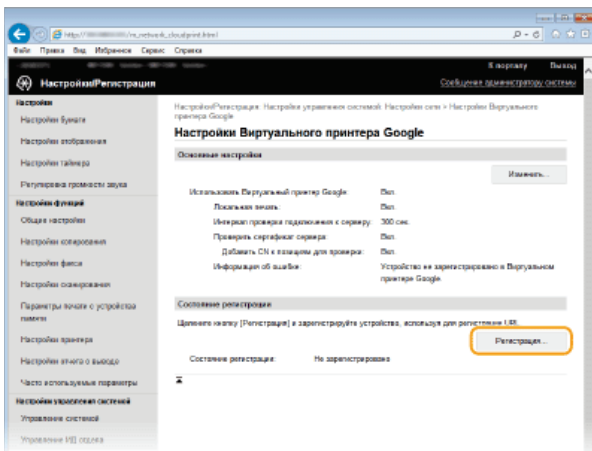 http://
/m_network_cloudprint.html
Файл Правка Вид Избранное Сервис Справка
К порталу Выход
Настройки/Регистрация
Сообщение администратору системы
Настройки
Настройки бумаги
Настройки отображения
Настройки таймера
Регулировка громкости звука
Настройки функций
Общие настройки
Настройки копирования
Настройки факса
Настройки сканирования
Параметры печати с устройства
памяти
Настройки принтера
Настройки отчета о выводе
Часто используемые параметры
Настройки управления системой
Управление системой
Управление ИД отдела
Настройки/Регистрация: Настройки управления системой: Настройки сети > Настройки Виртуального
принтера Google
Настройки Виртуального принтера Google
Основные настройки
Изменить...
Использовать Виртуальный принтер Google: Вкл.
Локальная печать: Вкл.
Интервал проверки подключения к серверу: 300 сек.
Проверить сертификат сервера: Вкл.
Добавить CN к позициям для проверки: Вкл.
Информация об ошибке: Устройство не зарегистрировано в Виртуальном
принтере Google.
Состояние регистрации
Щелкните кнопку [Регистрация] и зарегистрируйте устройство, используя для регистрации URL.
Регистрация...
Состояние регистрации: Не зарегистрировано